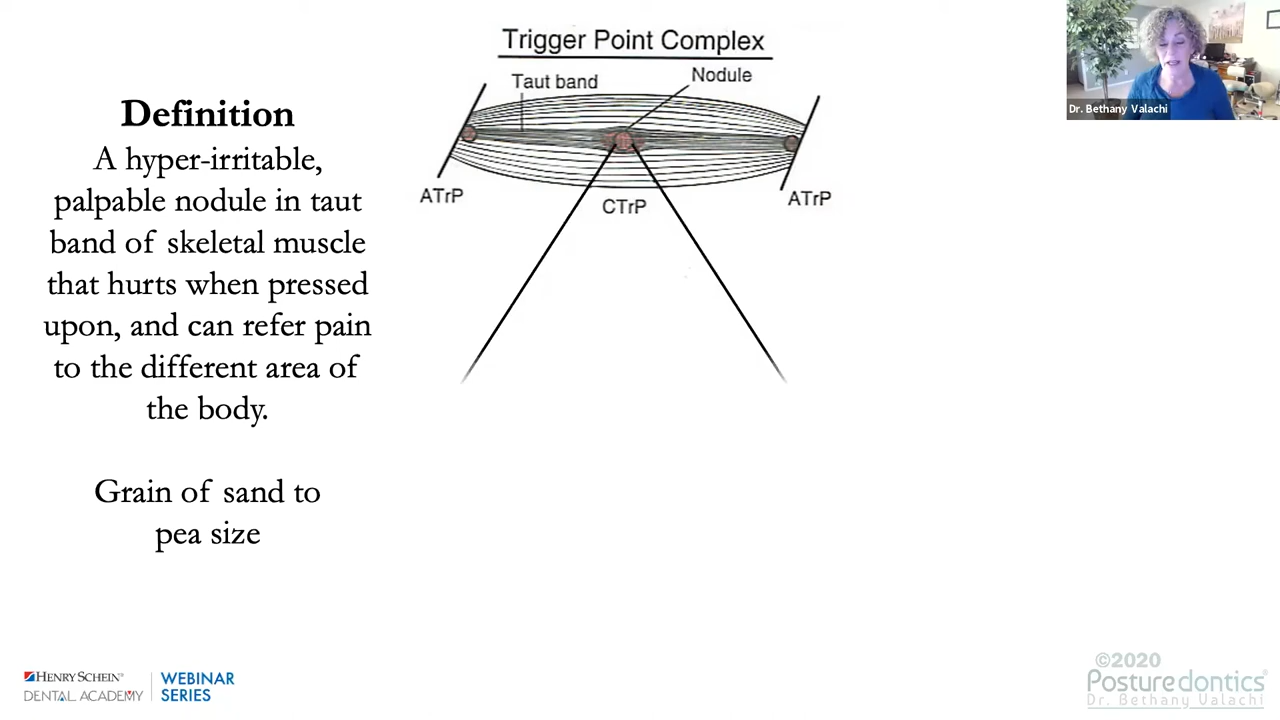 Trigger Point Complex
Taut band
Nodule
ATrP
CTrP
ATrP
Definition
A hyper-irritable,
palpable nodule in taut
band of skeletal muscle
that hurts when pressed
upon, and can refer pain
to the different area of
the body.
Grain of sand to
pea size
Dr. Bethany Valachi
HENRY SCHEIN®
DENTAL ACADEMY
WEBINAR
SERIES
©2020
Posturedontics®
Dr. Bethany Valachi